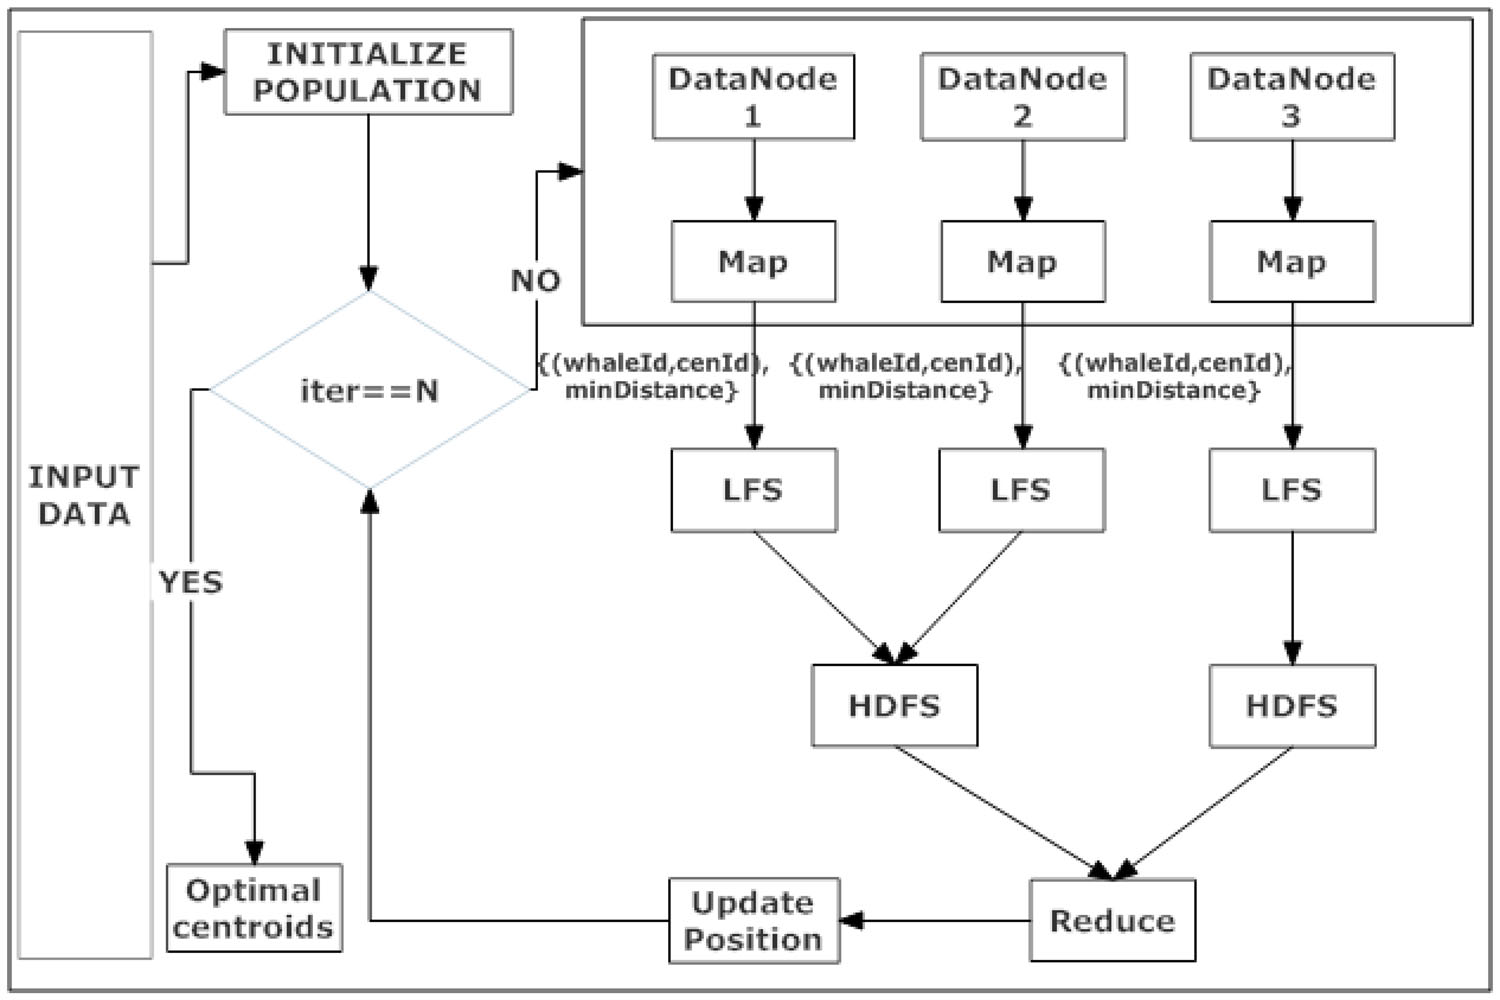 INITIALIZE
POPULATION
DataNode
1
DataNode
2
DataNode
3
Map
Map
Map
NO
{(whaleId,cenId),
minDistance}
{(whaleId,cenId),
minDistance}
{(whaleId,cenId),
minDistance}
iter==N
INPUT
DATA
LFS
LFS
LFS
YES
HDFS
HDFS
Optimal
centroids
Update
Position
Reduce